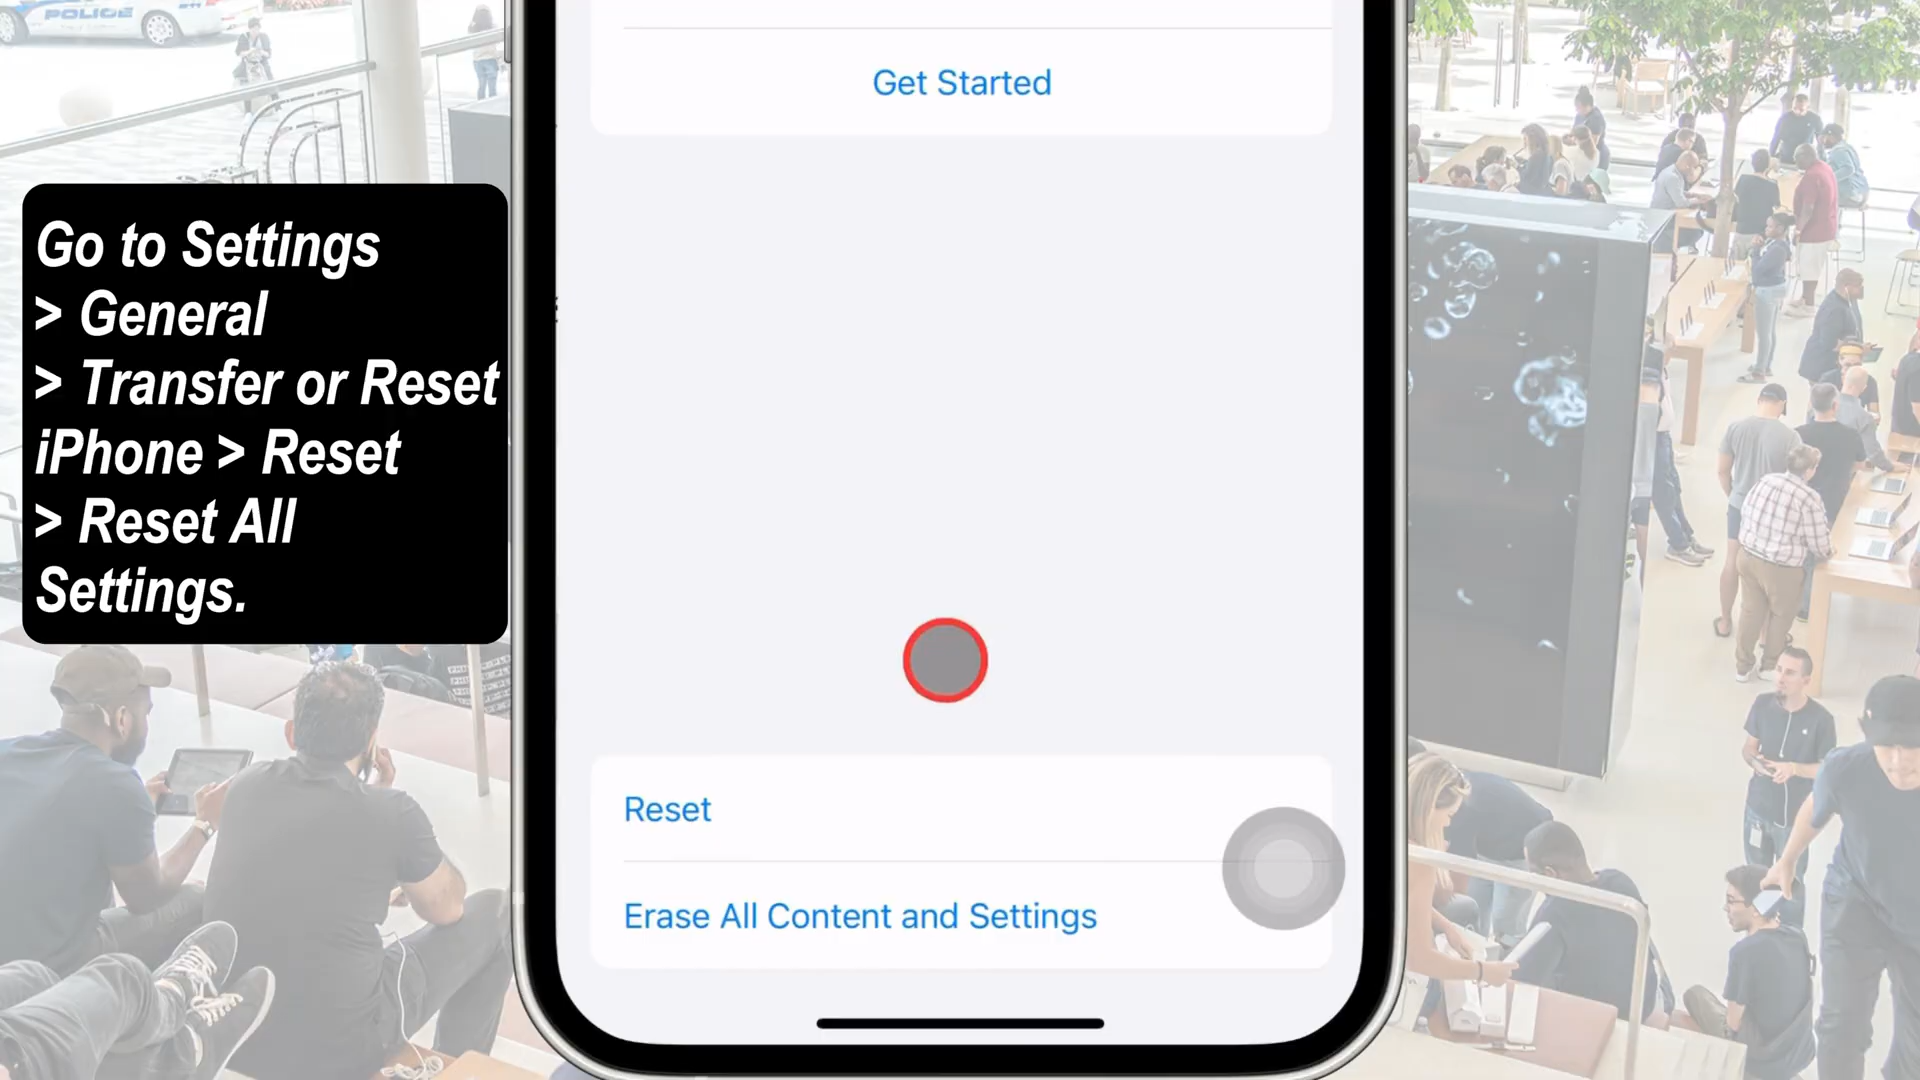 POLICE
Get Started
Go to Settings
> General
> Transfer or Reset
iPhone > Reset
> Reset All
Settings.
Reset
Erase All Content and Settings